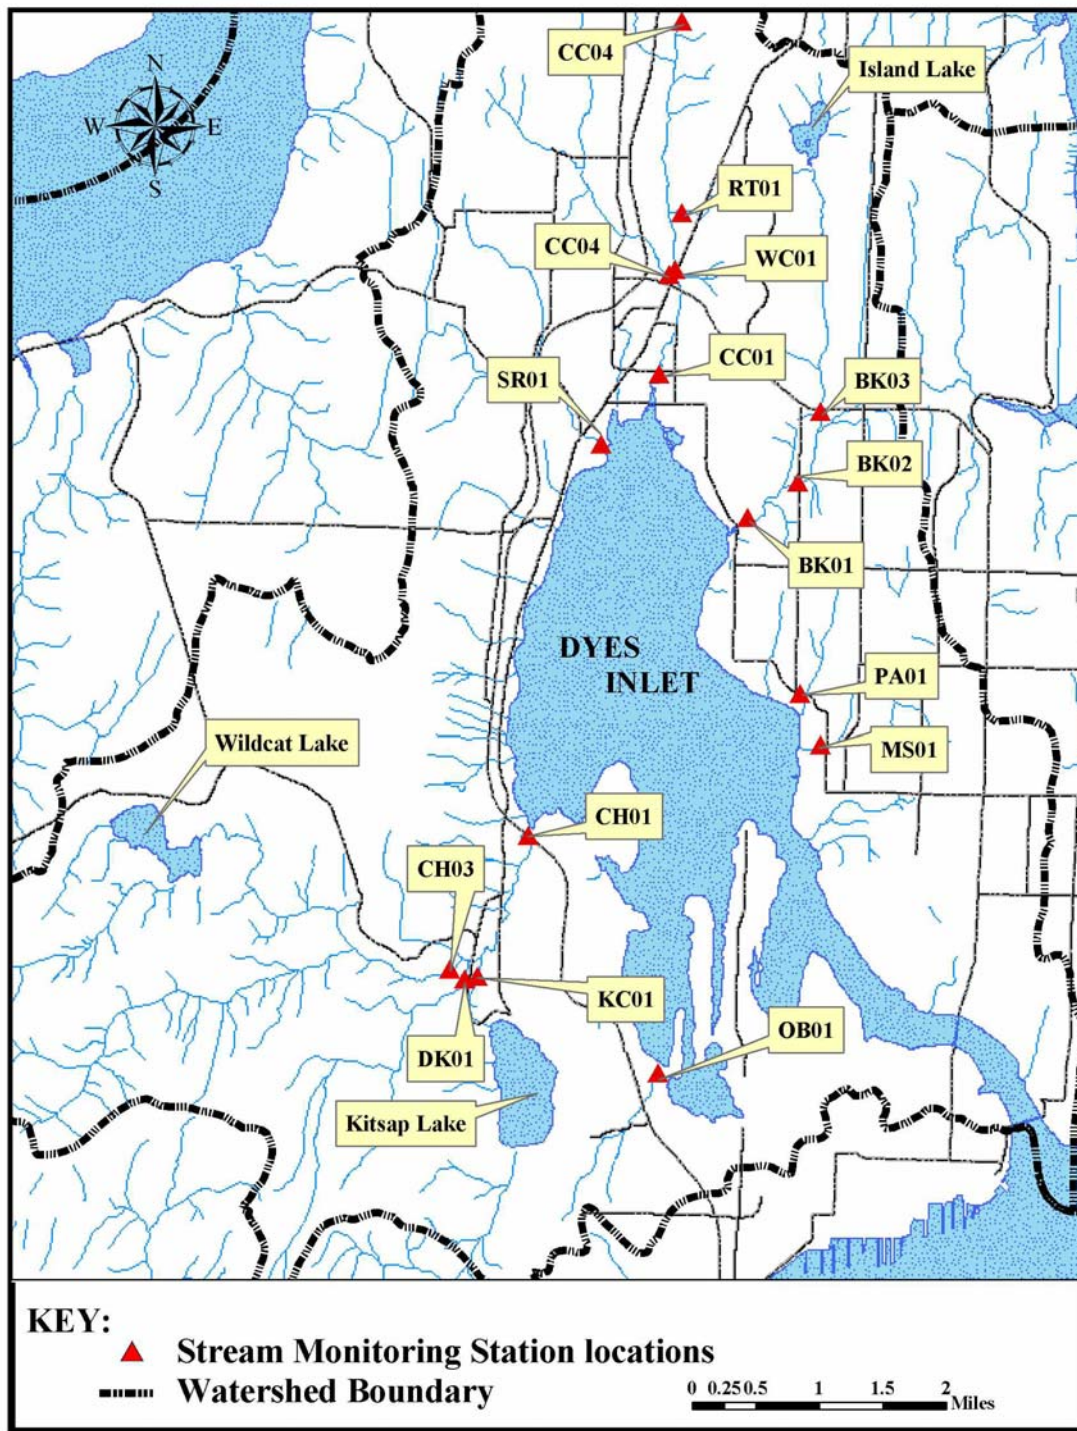 CC04
Island Lake
N
W
E
S
RT01
CC04
WC01
CC01
SR01
BK03
BK02
BK01
DYES
INLET
PA01
Wildcat Lake
MS01
CH01
CH03
KC01
OB01
DK01
Kitsap Lake
KEY:
Stream Monitoring Station locations
Watershed Boundary
0 0.25 0.5 1 1.5 2
Miles